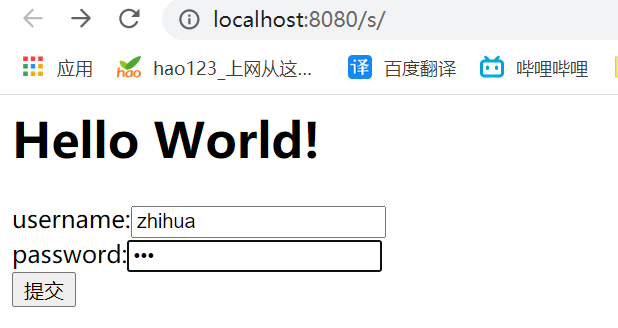 localhost:8080/s/
应用 hao hao123_上网从这... 译 百度翻译 哔哩哔哩
Hello World!
username:zhihua
password:•••
提交